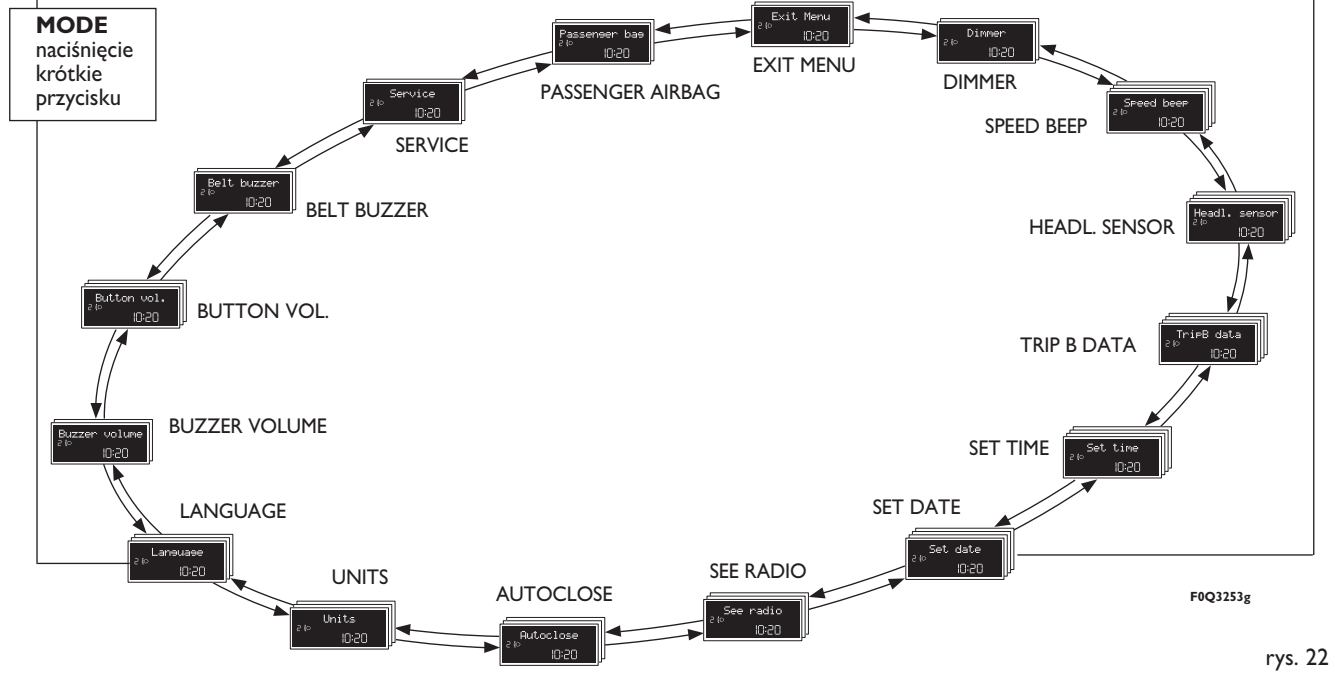 MODE
naciśnięcie
krótkie
przycisku
Exit Menu
10:20
EXIT MENU
Dimmer
10:20
DIMMER
Speed beep
10:20
SPEED BEEP
Headl. sensor
10:20
HEADL. SENSOR
TripB data
10:20
TRIP B DATA
Set time
10:20
SET TIME
Set date
10:20
SET DATE
See radio
10:20
SEE RADIO
Autoclose
10:20
AUTOCLOSE
Units
10:20
UNITS
Language
10:20
LANGUAGE
Buzzer volume
10:20
BUZZER VOLUME
Button vol.
10:20
BUTTON VOL.
Belt buzzer
10:20
BELT BUZZER
Service
10:20
SERVICE
Passenger bag
10:20
PASSENGER AIRBAG
F0Q3253g
rys. 22